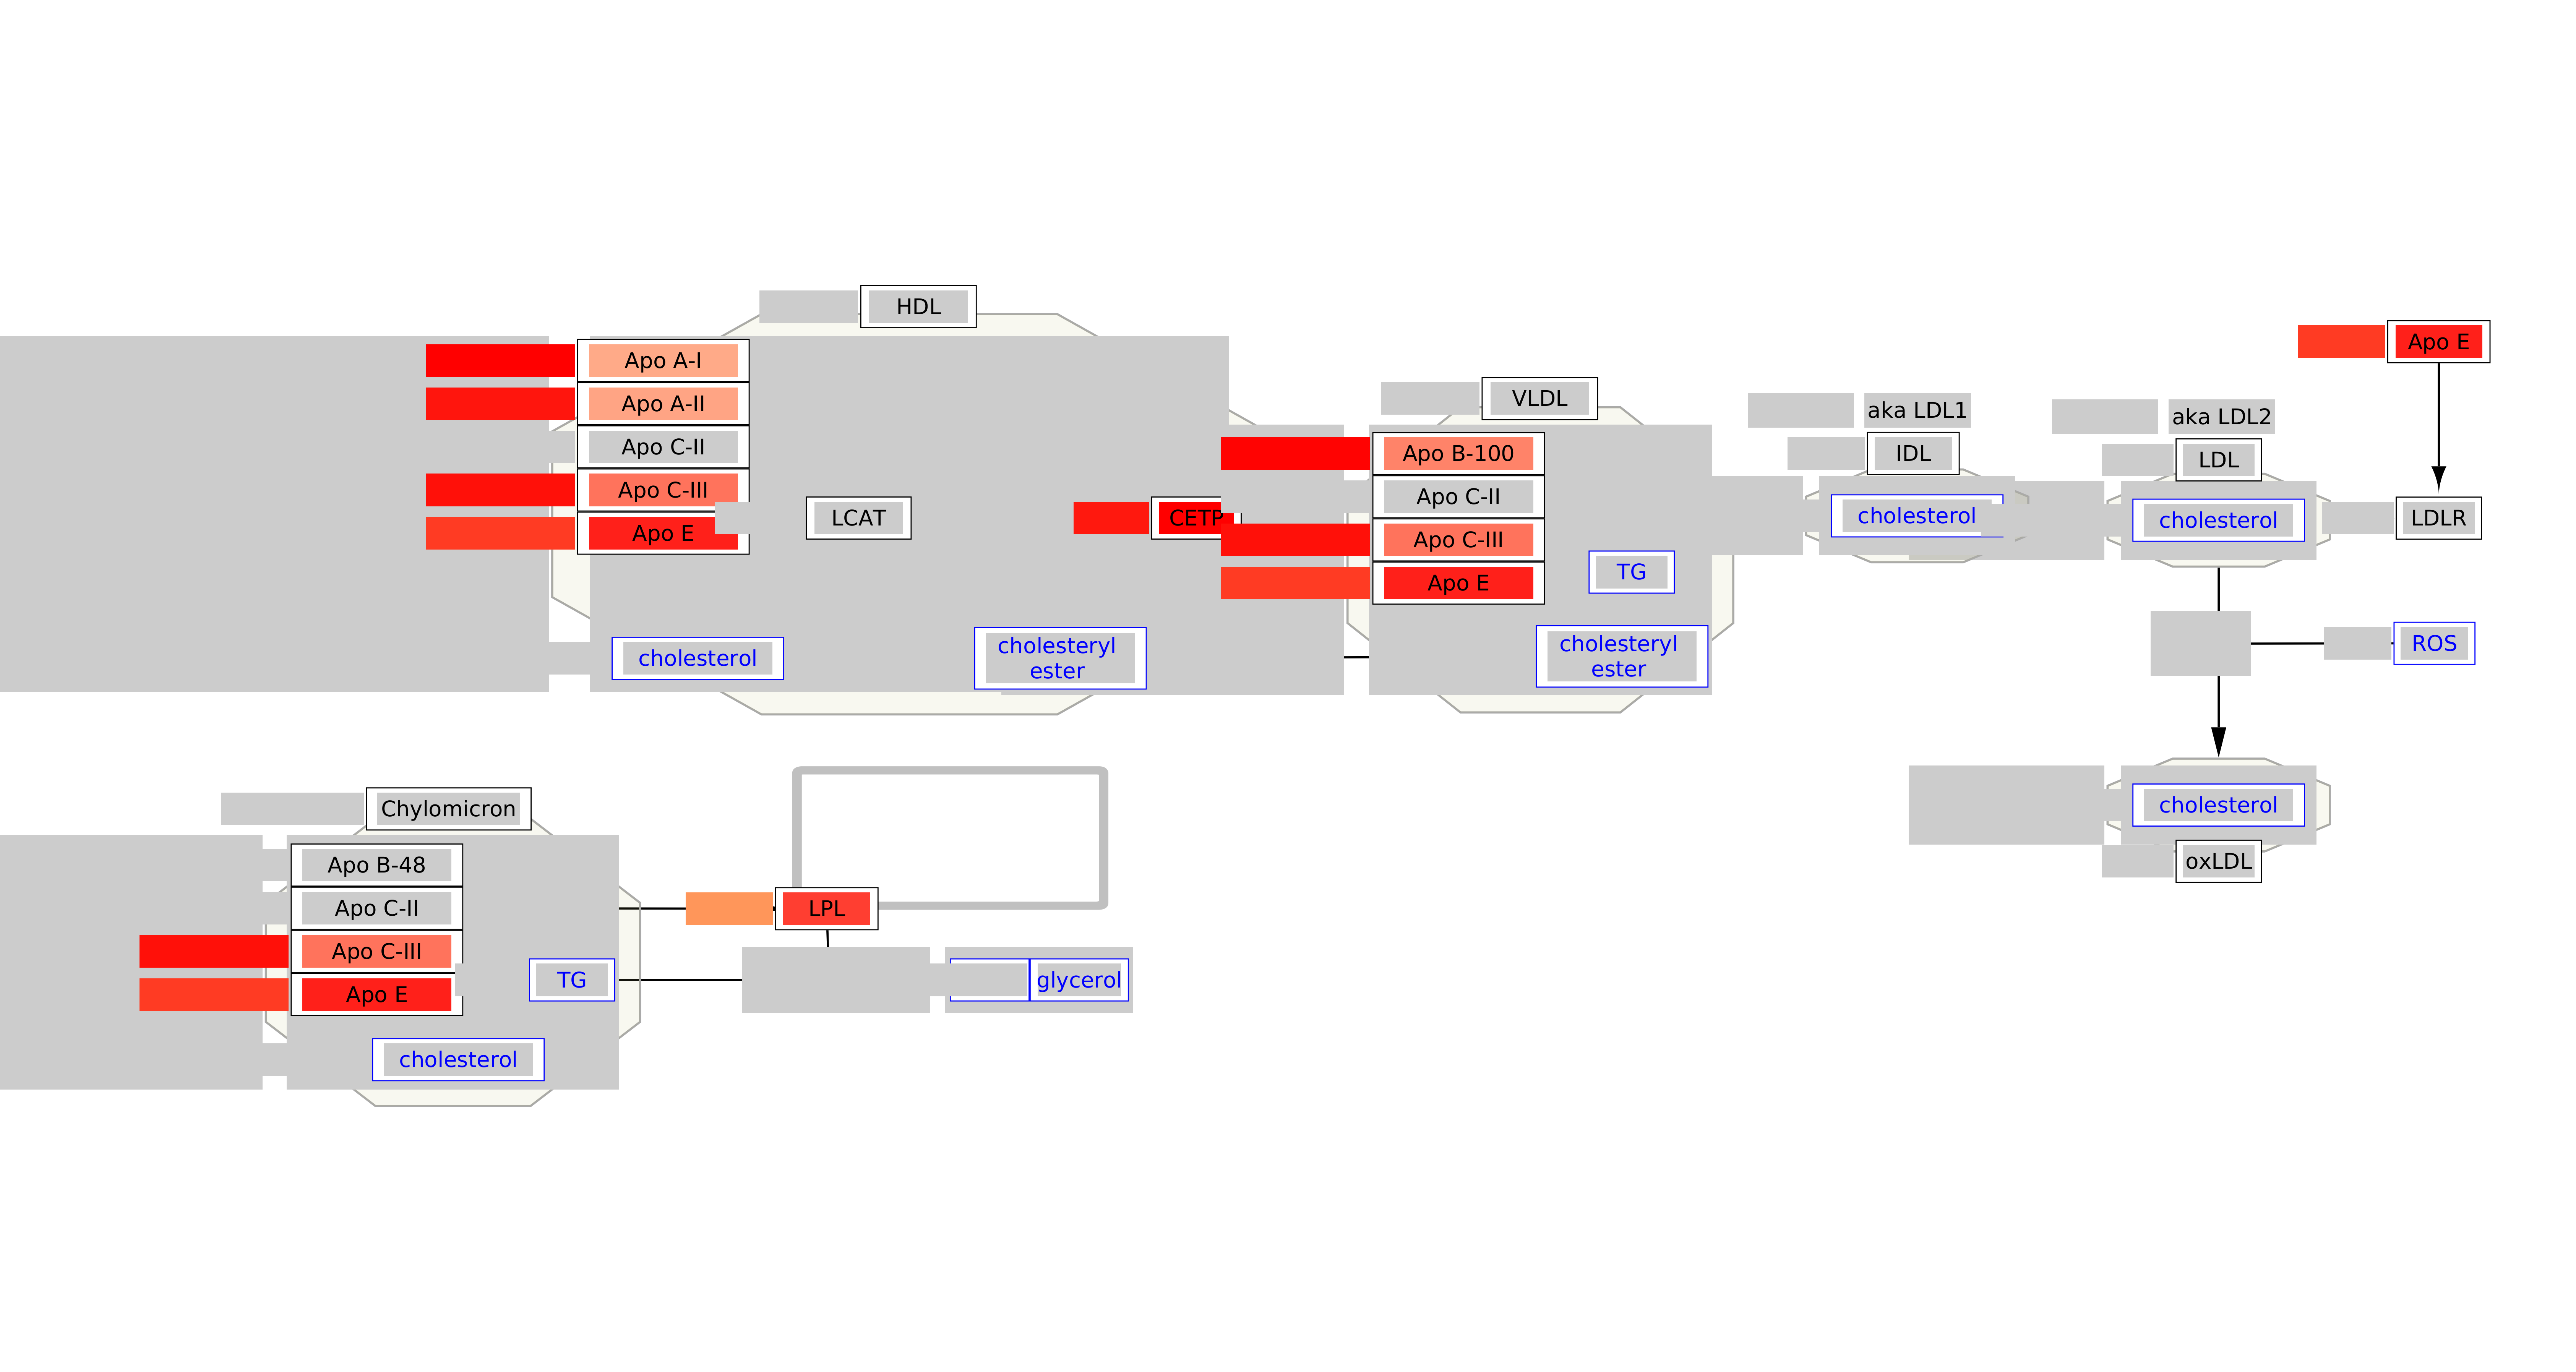 HDL
Apo A-I
Apo A-II
Apo C-II
Apo C-III
Apo E
LCAT
CETP
cholesterol
cholesteryl
ester
VLDL
Apo B-100
Apo C-II
Apo C-III
Apo E
TG
cholesteryl
ester
aka LDL1
IDL
cholesterol
aka LDL2
LDL
cholesterol
Apo E
LDLR
ROS
cholesterol
oxLDL
Chylomicron
Apo B-48
Apo C-II
Apo C-III
Apo E
TG
cholesterol
LPL
glycerol